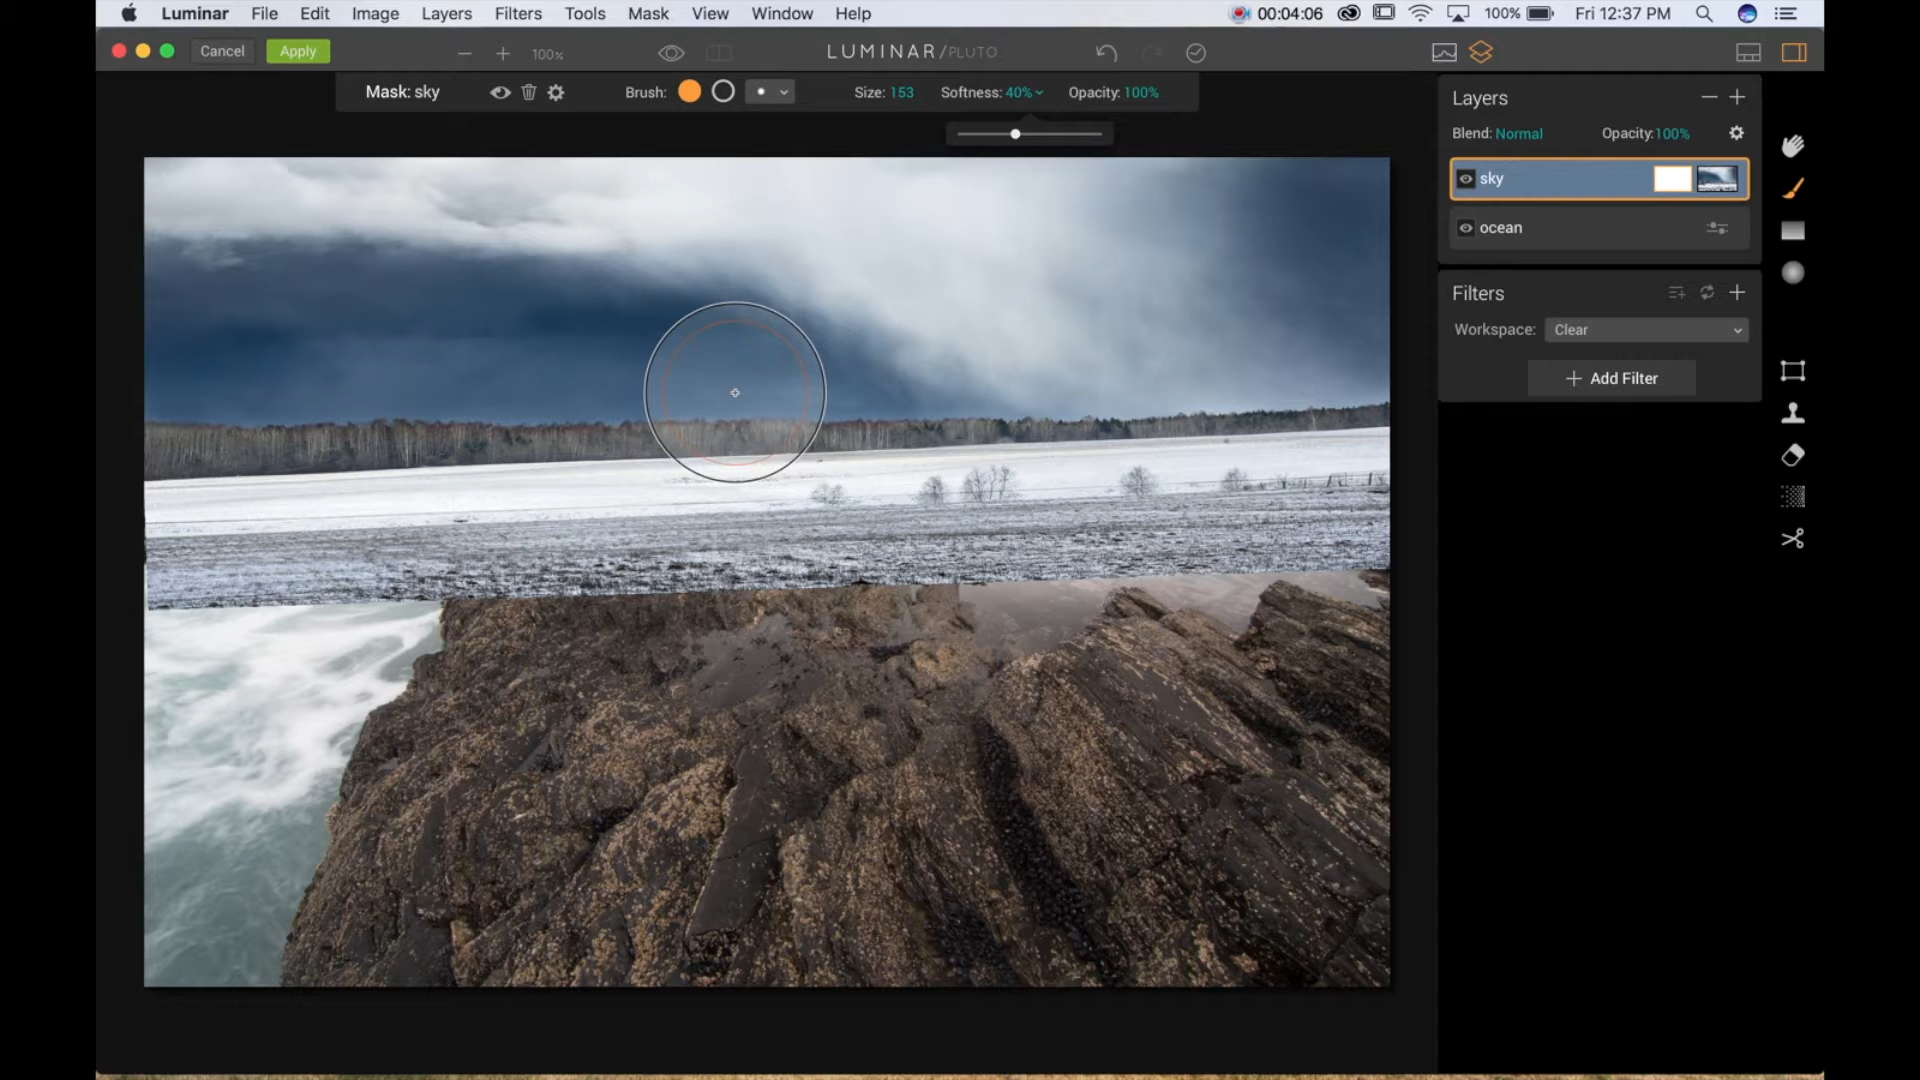 Luminar File Edit Image Layers Filters Tools Mask View Window Help 00:04:06 100% Fri 12:37 PM
Cancel Apply 100% LUMINAR/PLUTO
Mask: sky Brush: Size: 153 Softness: 40% Opacity: 100%
Layers
Blend: Normal Opacity:100%
sky
ocean
Filters
Workspace: Clear
Add Filter